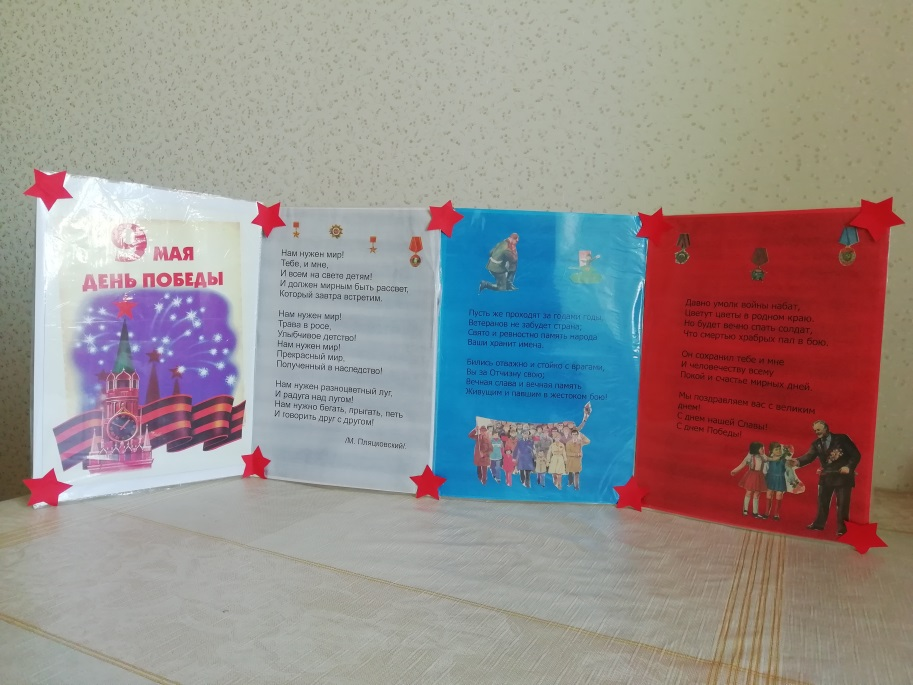 9 МАЯ
ДЕНЬ ПОБЕДЫ
Нам нужен мир!
Тебе, и мне,
И всем на свете детям!
И должен мирным быть рассвет,
Который завтра встретим.
Нам нужен мир!
Трава в росе,
Улыбчивое детство!
Нам нужен мир!
Прекрасный мир,
Полученный в наследство!
Нам нужен разноцветный луг,
И радуга над лугом!
Нам нужно бегать, прыгать, петь
И говорить друг с другом!
/М. Пляцковский/.
Пусть же проходят за годами годы,
Ветеранов не забудет страна,
Свято и ревностно память народа
Ваши хранит имена.
Бились отважно и стойко с врагами,
Вы за Отчизну свою;
Вечная слава и вечная память
Живущим и павшим в жестоком бою!
Давно умолк войны набат,
Цветут цветы в родном краю.
Но будет вечно спать солдат,
Что смертью храбрых пал в бою.
Он сохранил тебе и мне
И человечеству всему
Покой и счастье мирных дней.
Мы поздравляем вас с великим
днем!
С днем нашей Славы!
С днем Победы!